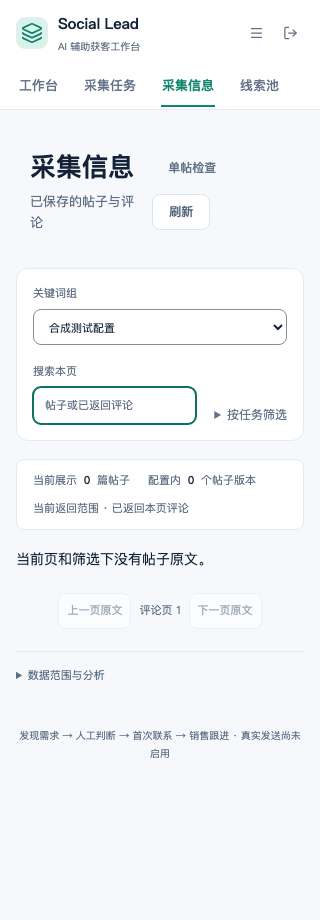 Social Lead
AI 辅助获客工作台
工作台 采集任务 采集信息 线索池
采集信息
单帖检查
已保存的帖子与评
论
刷新
关键词组
合成测试配置
搜索本页
帖子或已返回评论
按任务筛选
当前展示 0 篇帖子 配置内 0 个帖子版本
当前返回范围 · 已返回本页评论
当前页和筛选下没有帖子原文。
上一页原文 评论页 1 下一页原文
数据范围与分析
发现需求 → 人工判断 → 首次联系 → 销售跟进 · 真实发送尚未
启用